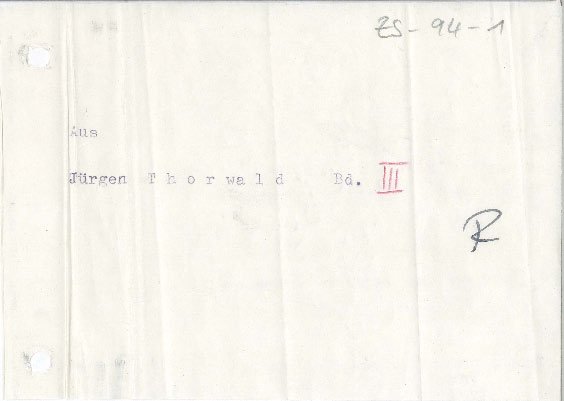 ZS-94-1
Aus
Jürgen T h o r w a l d Bd. III
R